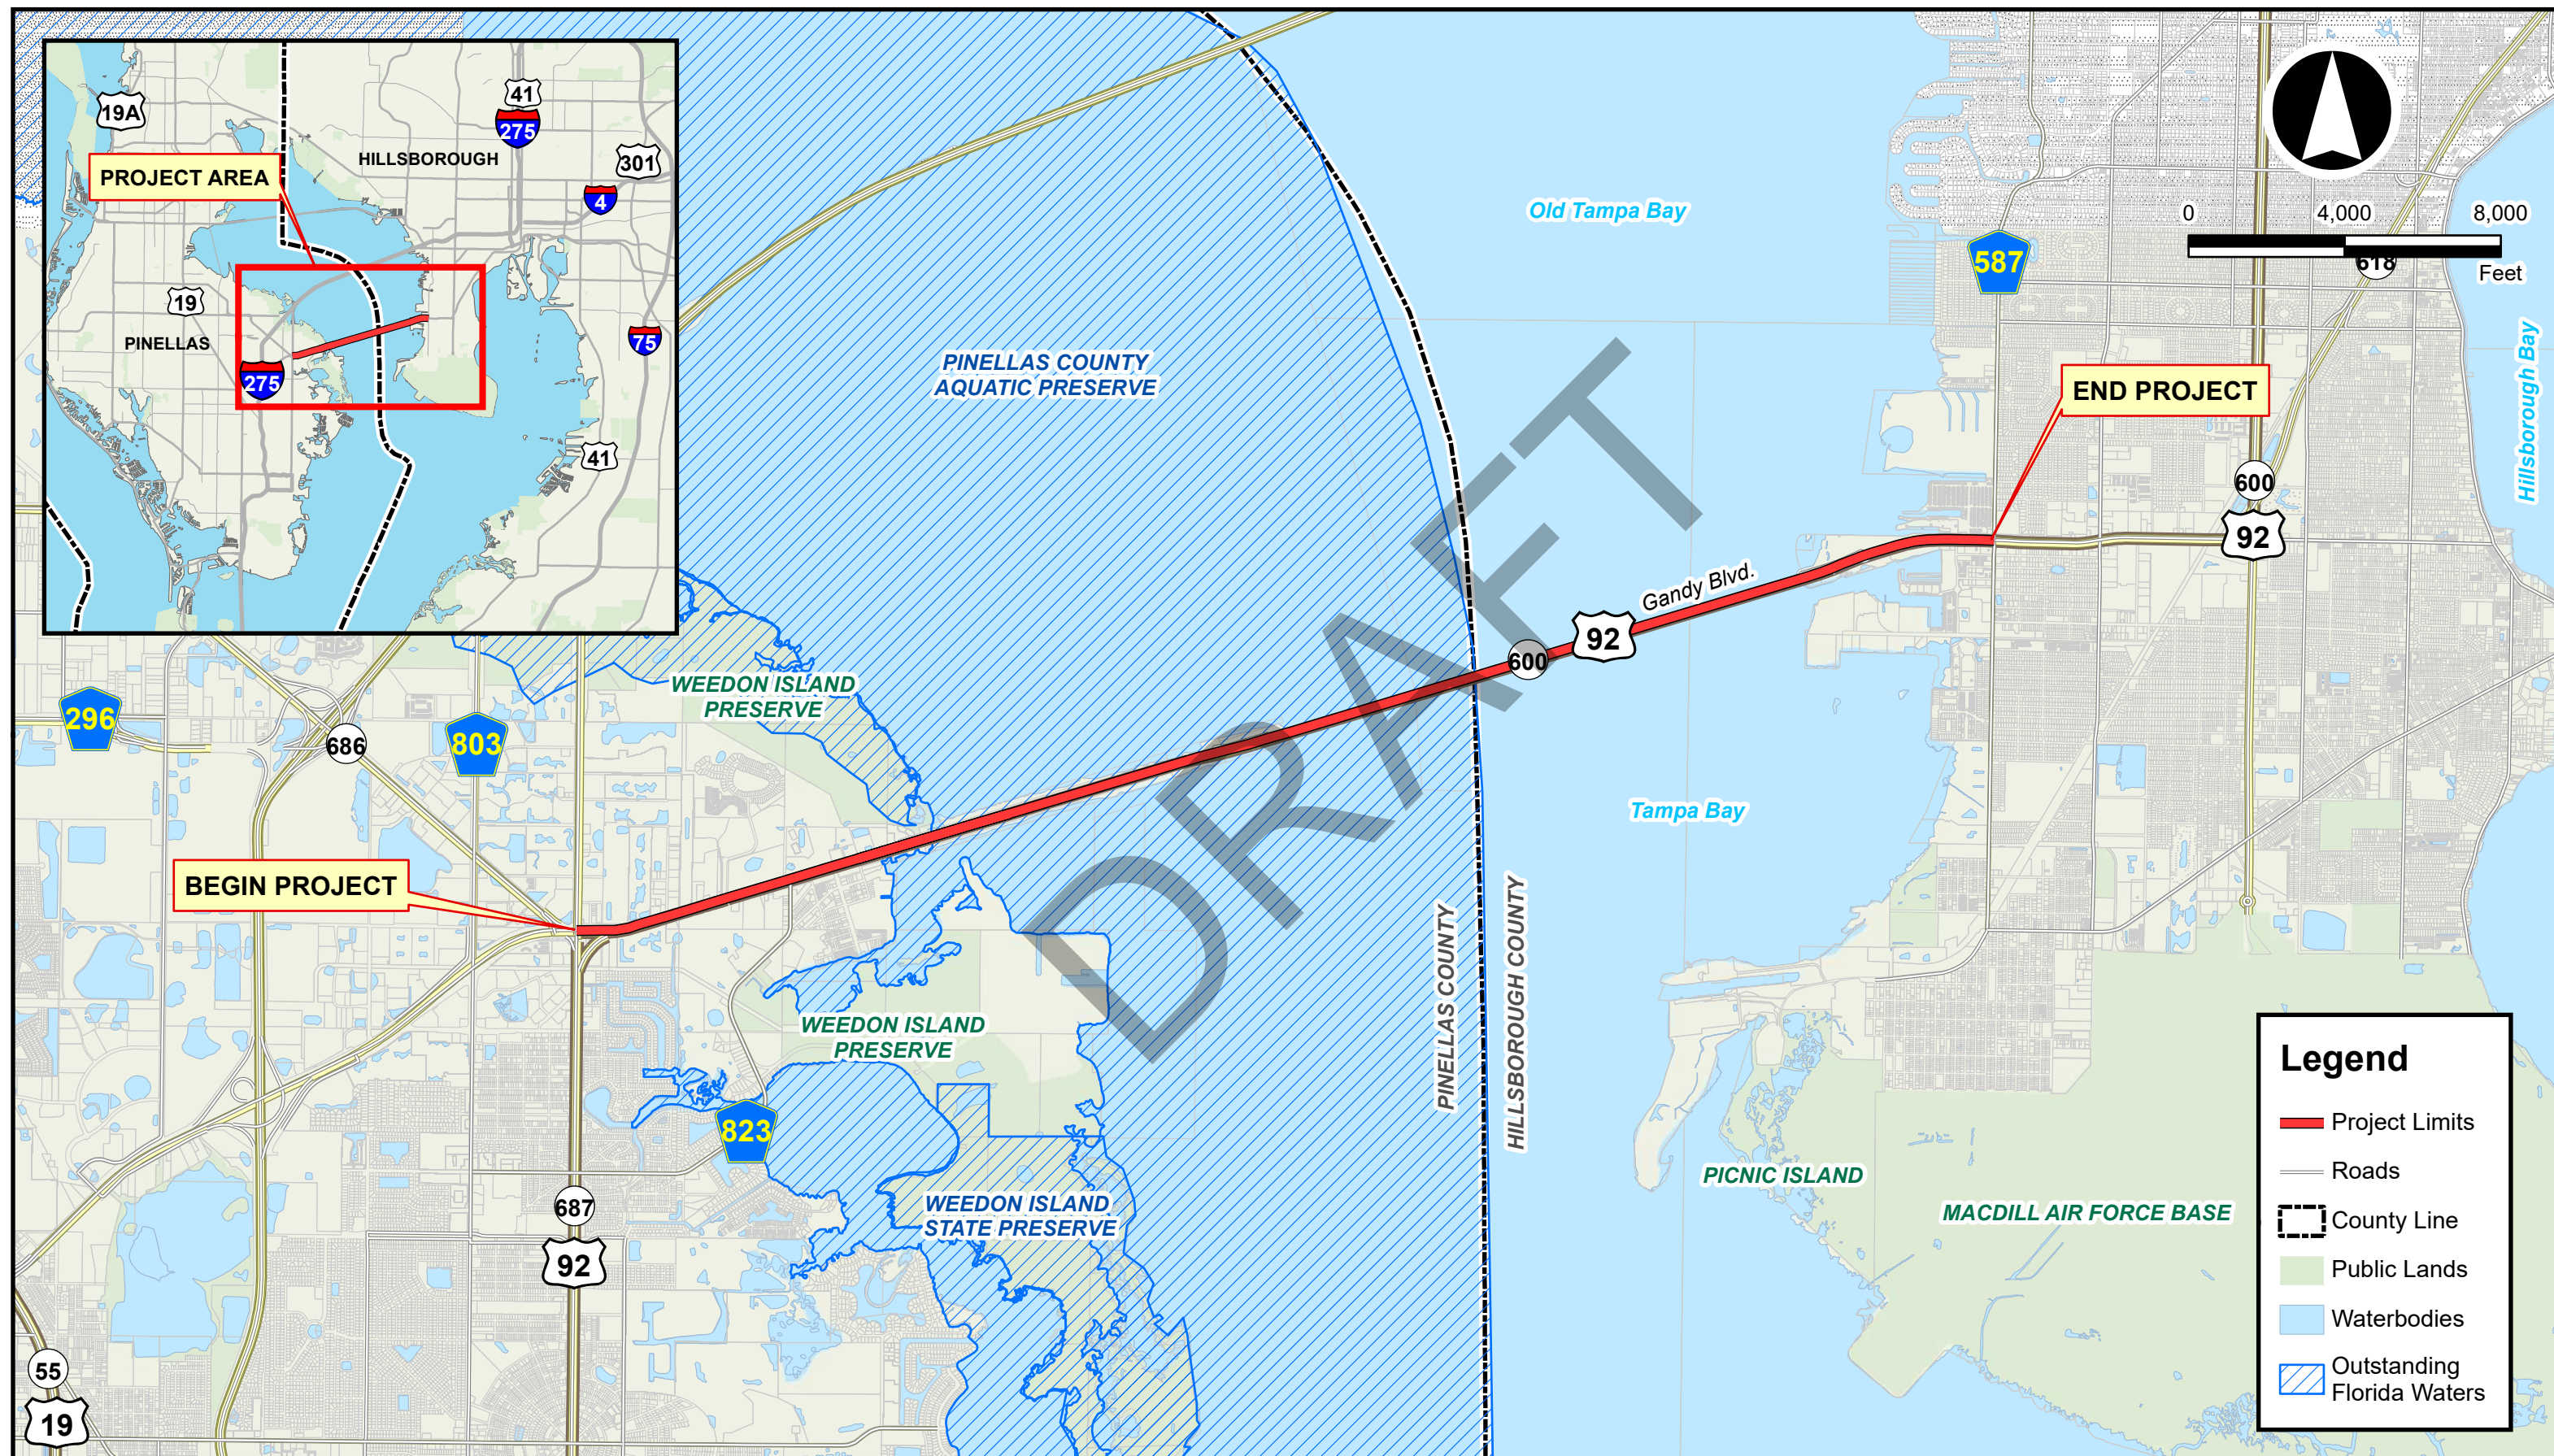 19A
41
275
HILLSBOROUGH
301
PROJECT AREA
4
19
PINELLAS
75
275
41
Old Tampa Bay
0
4,000
8,000
Feet
587
618
PINELLAS COUNTY
AQUATIC PRESERVE
Hillsborough Bay
END PROJECT
600
92
Gandy Blvd.
92
600
WEEDON ISLAND
PRESERVE
296
686
803
DRAFT
Tampa Bay
BEGIN PROJECT
PINELLAS COUNTY
HILLSBOROUGH COUNTY
WEEDON ISLAND
PRESERVE
823
687
92
WEEDON ISLAND
STATE PRESERVE
PICNIC ISLAND
MACDILL AIR FORCE BASE
55
19
Legend
Project Limits
Roads
County Line
Public Lands
Waterbodies
Outstanding
Florida Waters